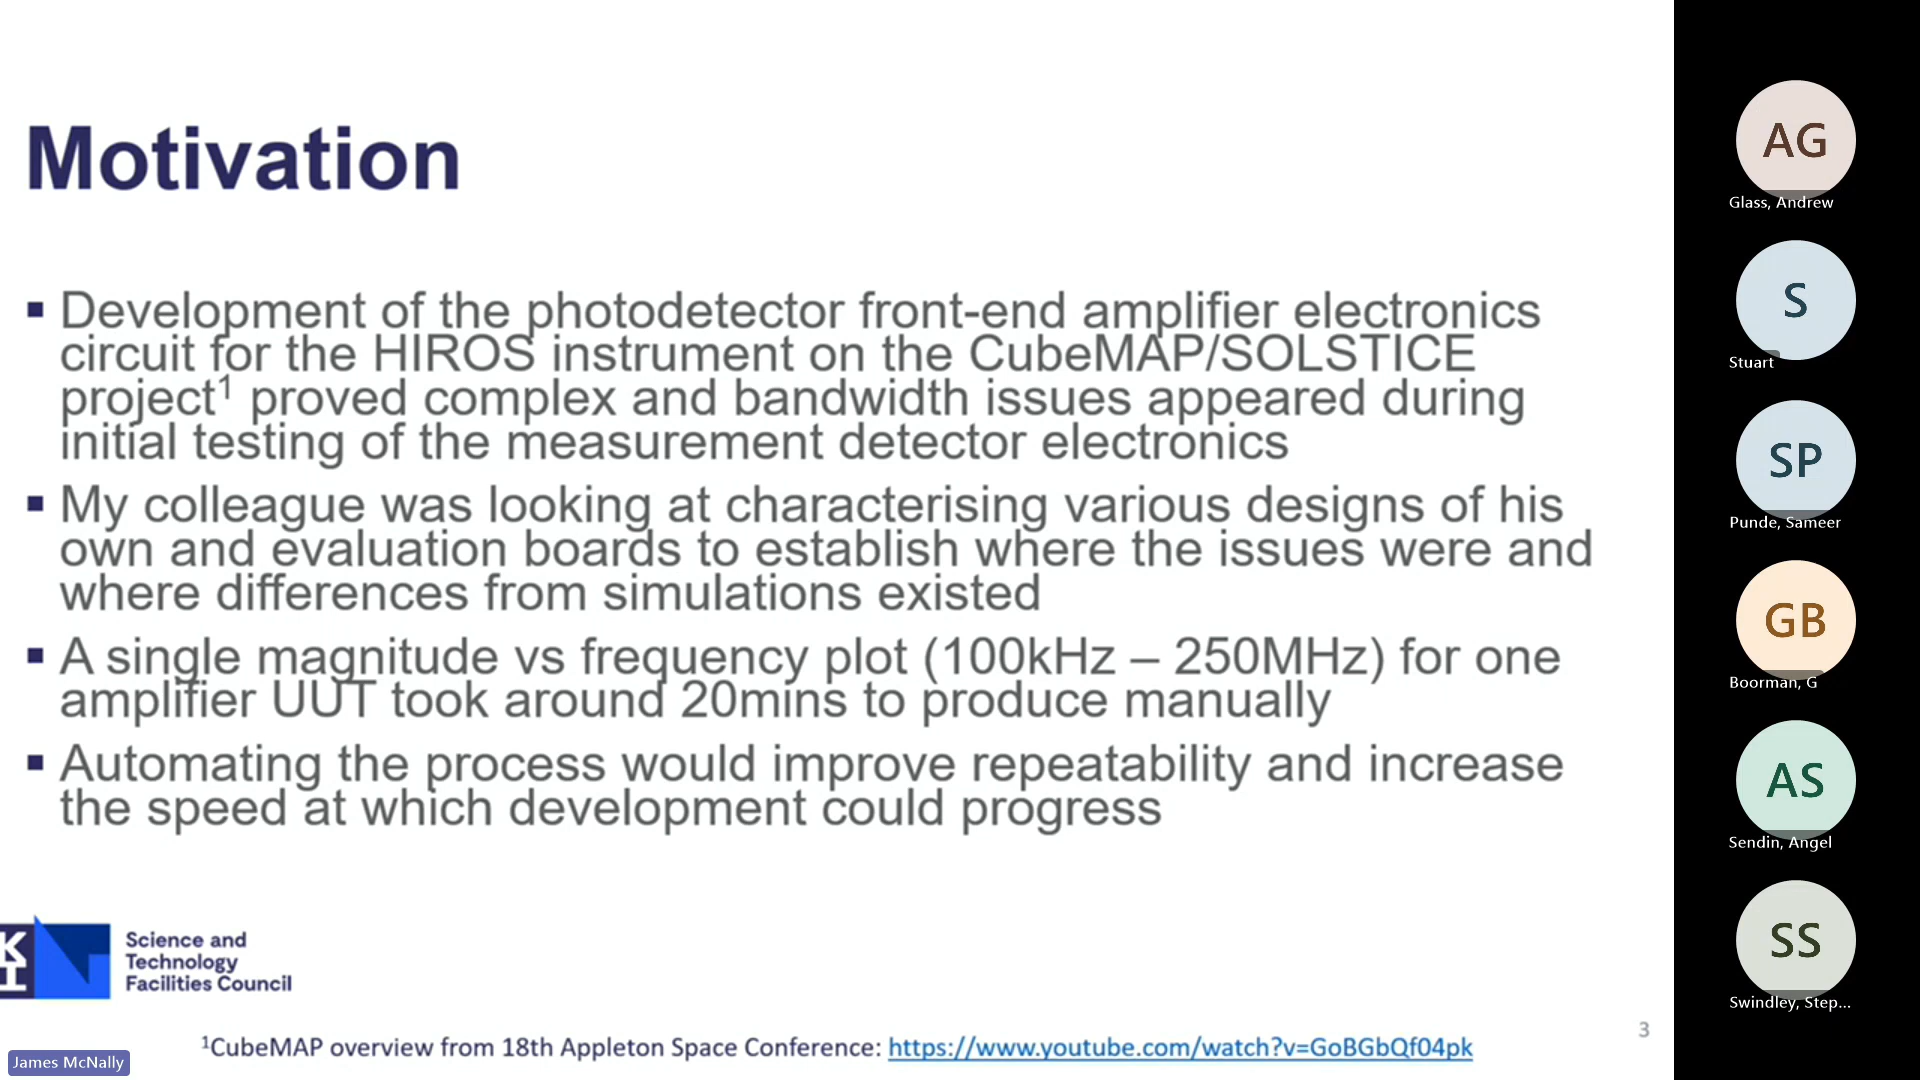 Motivation
▪ Development of the photodetector front-end amplifier electronics
circuit for the HIROS instrument on the CubeMAP/SOLSTICE
project¹ proved complex and bandwidth issues appeared during
initial testing of the measurement detector electronics
▪ My colleague was looking at characterising various designs of his
own and evaluation boards to establish where the issues were and
where differences from simulations existed
▪ A single magnitude vs frequency plot (100kHz – 250MHz) for one
amplifier UUT took around 20mins to produce manually
▪ Automating the process would improve repeatability and increase
the speed at which development could progress
K
I
Science and
Technology
Facilities Council
¹CubeMAP overview from 18th Appleton Space Conference: https://www.youtube.com/watch?v=GoBGbQf04pk
3
James McNally
AG
Glass, Andrew
S
Stuart
SP
Punde, Sameer
GB
Boorman, G
AS
Sendin, Angel
SS
Swindley, Step...